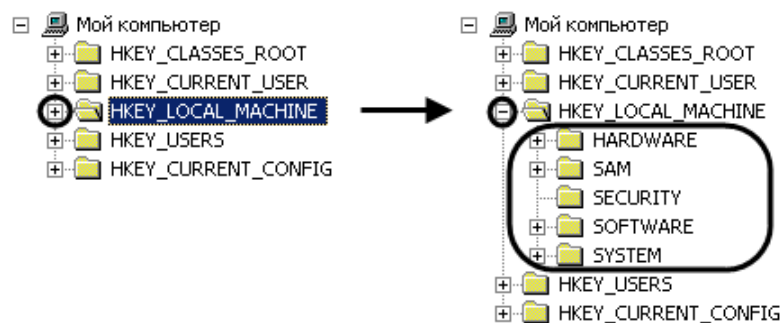 Мой компьютер
HKEY_CLASSES_ROOT
HKEY_CURRENT_USER
HKEY_LOCAL_MACHINE
HKEY_USERS
HKEY_CURRENT_CONFIG
Мой компьютер
HKEY_CLASSES_ROOT
HKEY_CURRENT_USER
HKEY_LOCAL_MACHINE
HARDWARE
SAM
SECURITY
SOFTWARE
SYSTEM
HKEY_USERS
HKEY_CURRENT_CONFIG